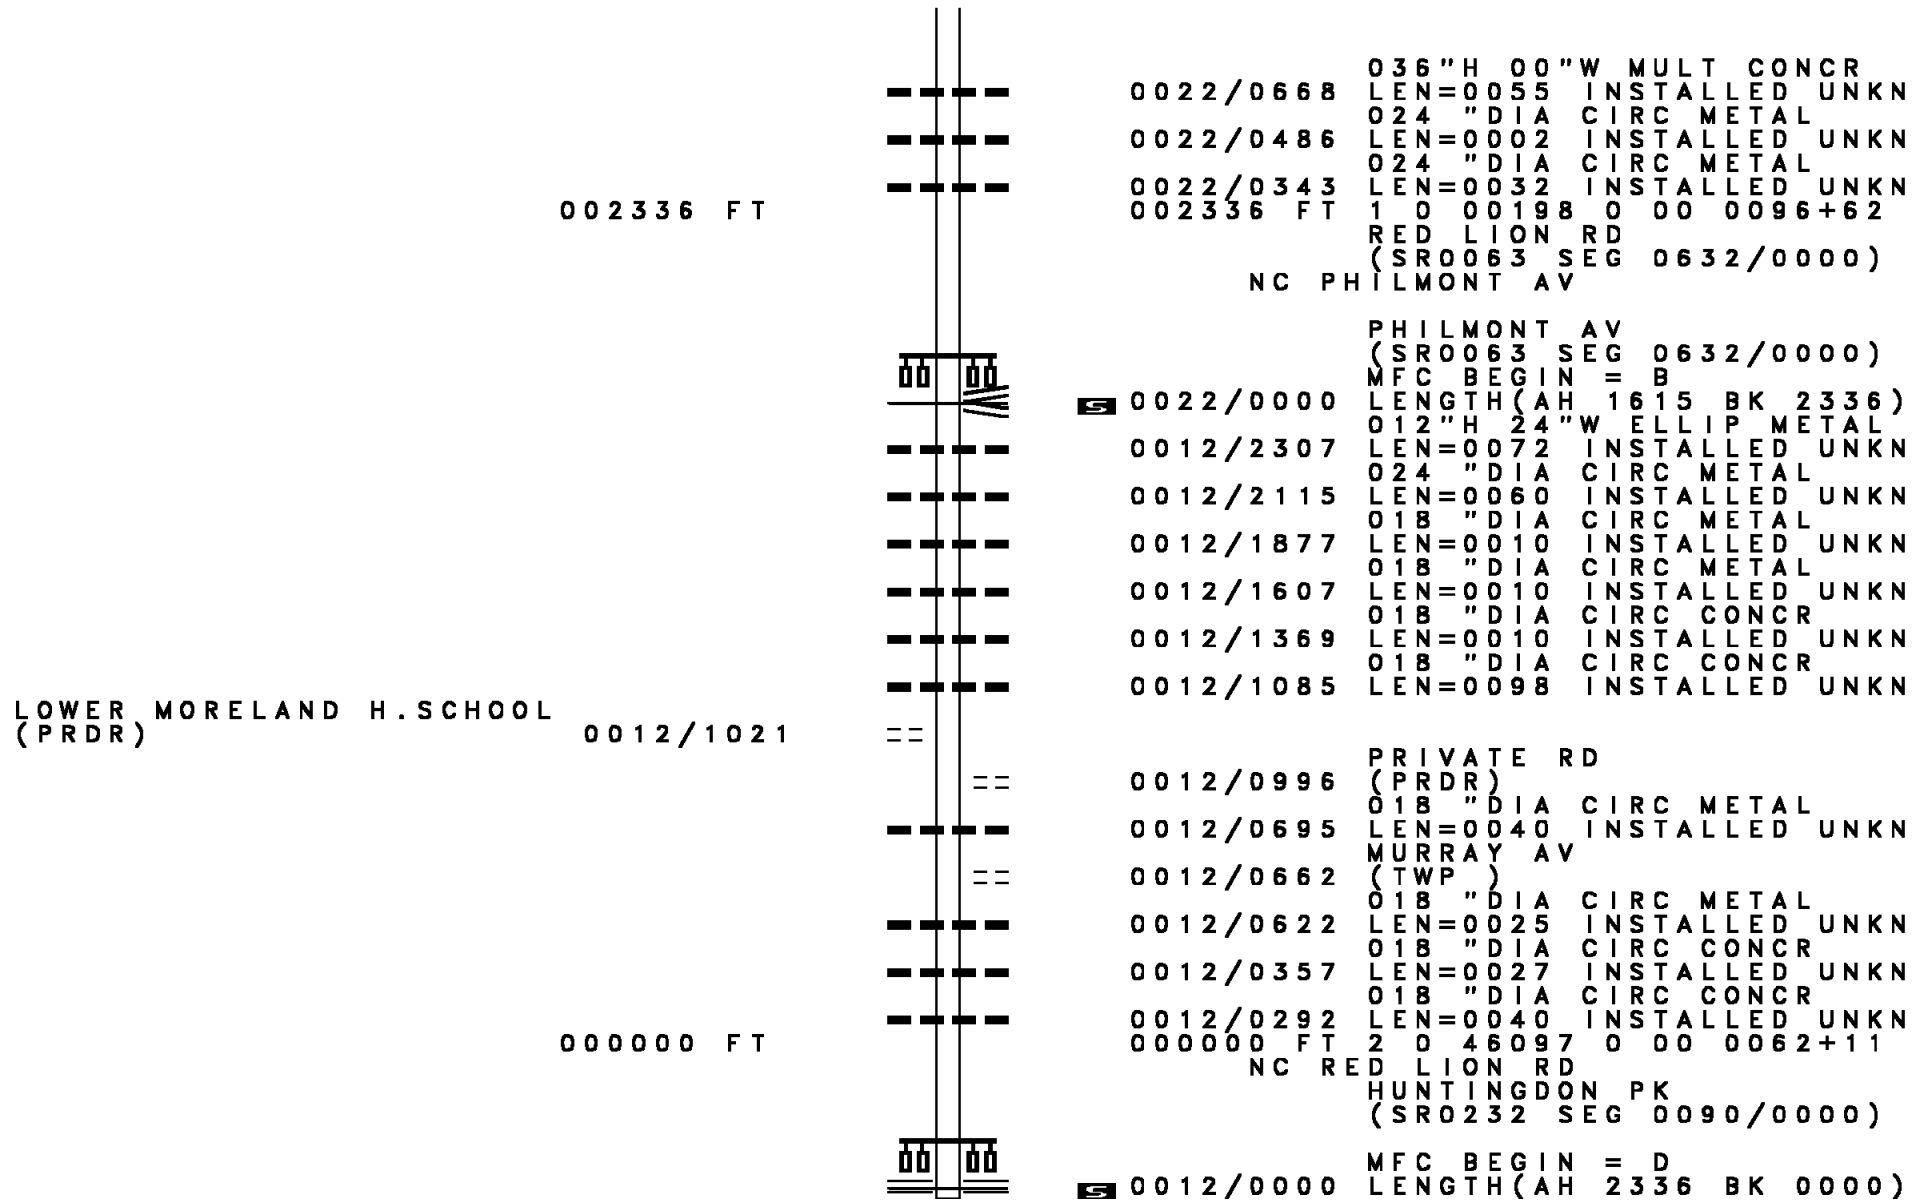 036"H 00"W MULT CONCR
0022/0668 LEN=0055 INSTALLED UNKN
024 "DIA CIRC METAL
0022/0486 LEN=0002 INSTALLED UNKN
024 "DIA CIRC METAL
0022/0343 LEN=0032 INSTALLED UNKN
002336 FT 002336 FT 1 0 00198 0 00 0096+62
RED LION RD
(SR0063 SEG 0632/0000)
NC PHILMONT AV
PHILMONT AV
(SR0063 SEG 0632/0000)
MFC BEGIN = B
S 0022/0000 LENGTH(AH 1615 BK 2336)
012"H 24"W ELLIP METAL
0012/2307 LEN=0072 INSTALLED UNKN
024 "DIA CIRC METAL
0012/2115 LEN=0060 INSTALLED UNKN
018 "DIA CIRC METAL
0012/1877 LEN=0010 INSTALLED UNKN
018 "DIA CIRC METAL
0012/1607 LEN=0010 INSTALLED UNKN
018 "DIA CIRC CONCR
0012/1369 LEN=0010 INSTALLED UNKN
018 "DIA CIRC CONCR
0012/1085 LEN=0098 INSTALLED UNKN
LOWER MORELAND H.SCHOOL
(PRDR) 0012/1021
PRIVATE RD
0012/0996 (PRDR)
018 "DIA CIRC METAL
0012/0695 LEN=0040 INSTALLED UNKN
MURRAY AV
0012/0662 (TWP )
018 "DIA CIRC METAL
0012/0622 LEN=0025 INSTALLED UNKN
018 "DIA CIRC CONCR
0012/0357 LEN=0027 INSTALLED UNKN
018 "DIA CIRC CONCR
0012/0292 LEN=0040 INSTALLED UNKN
000000 FT 000000 FT 2 0 46097 0 00 0062+11
NC RED LION RD
HUNTINGDON PK
(SR0232 SEG 0090/0000)
MFC BEGIN = D
S 0012/0000 LENGTH(AH 2336 BK 0000)